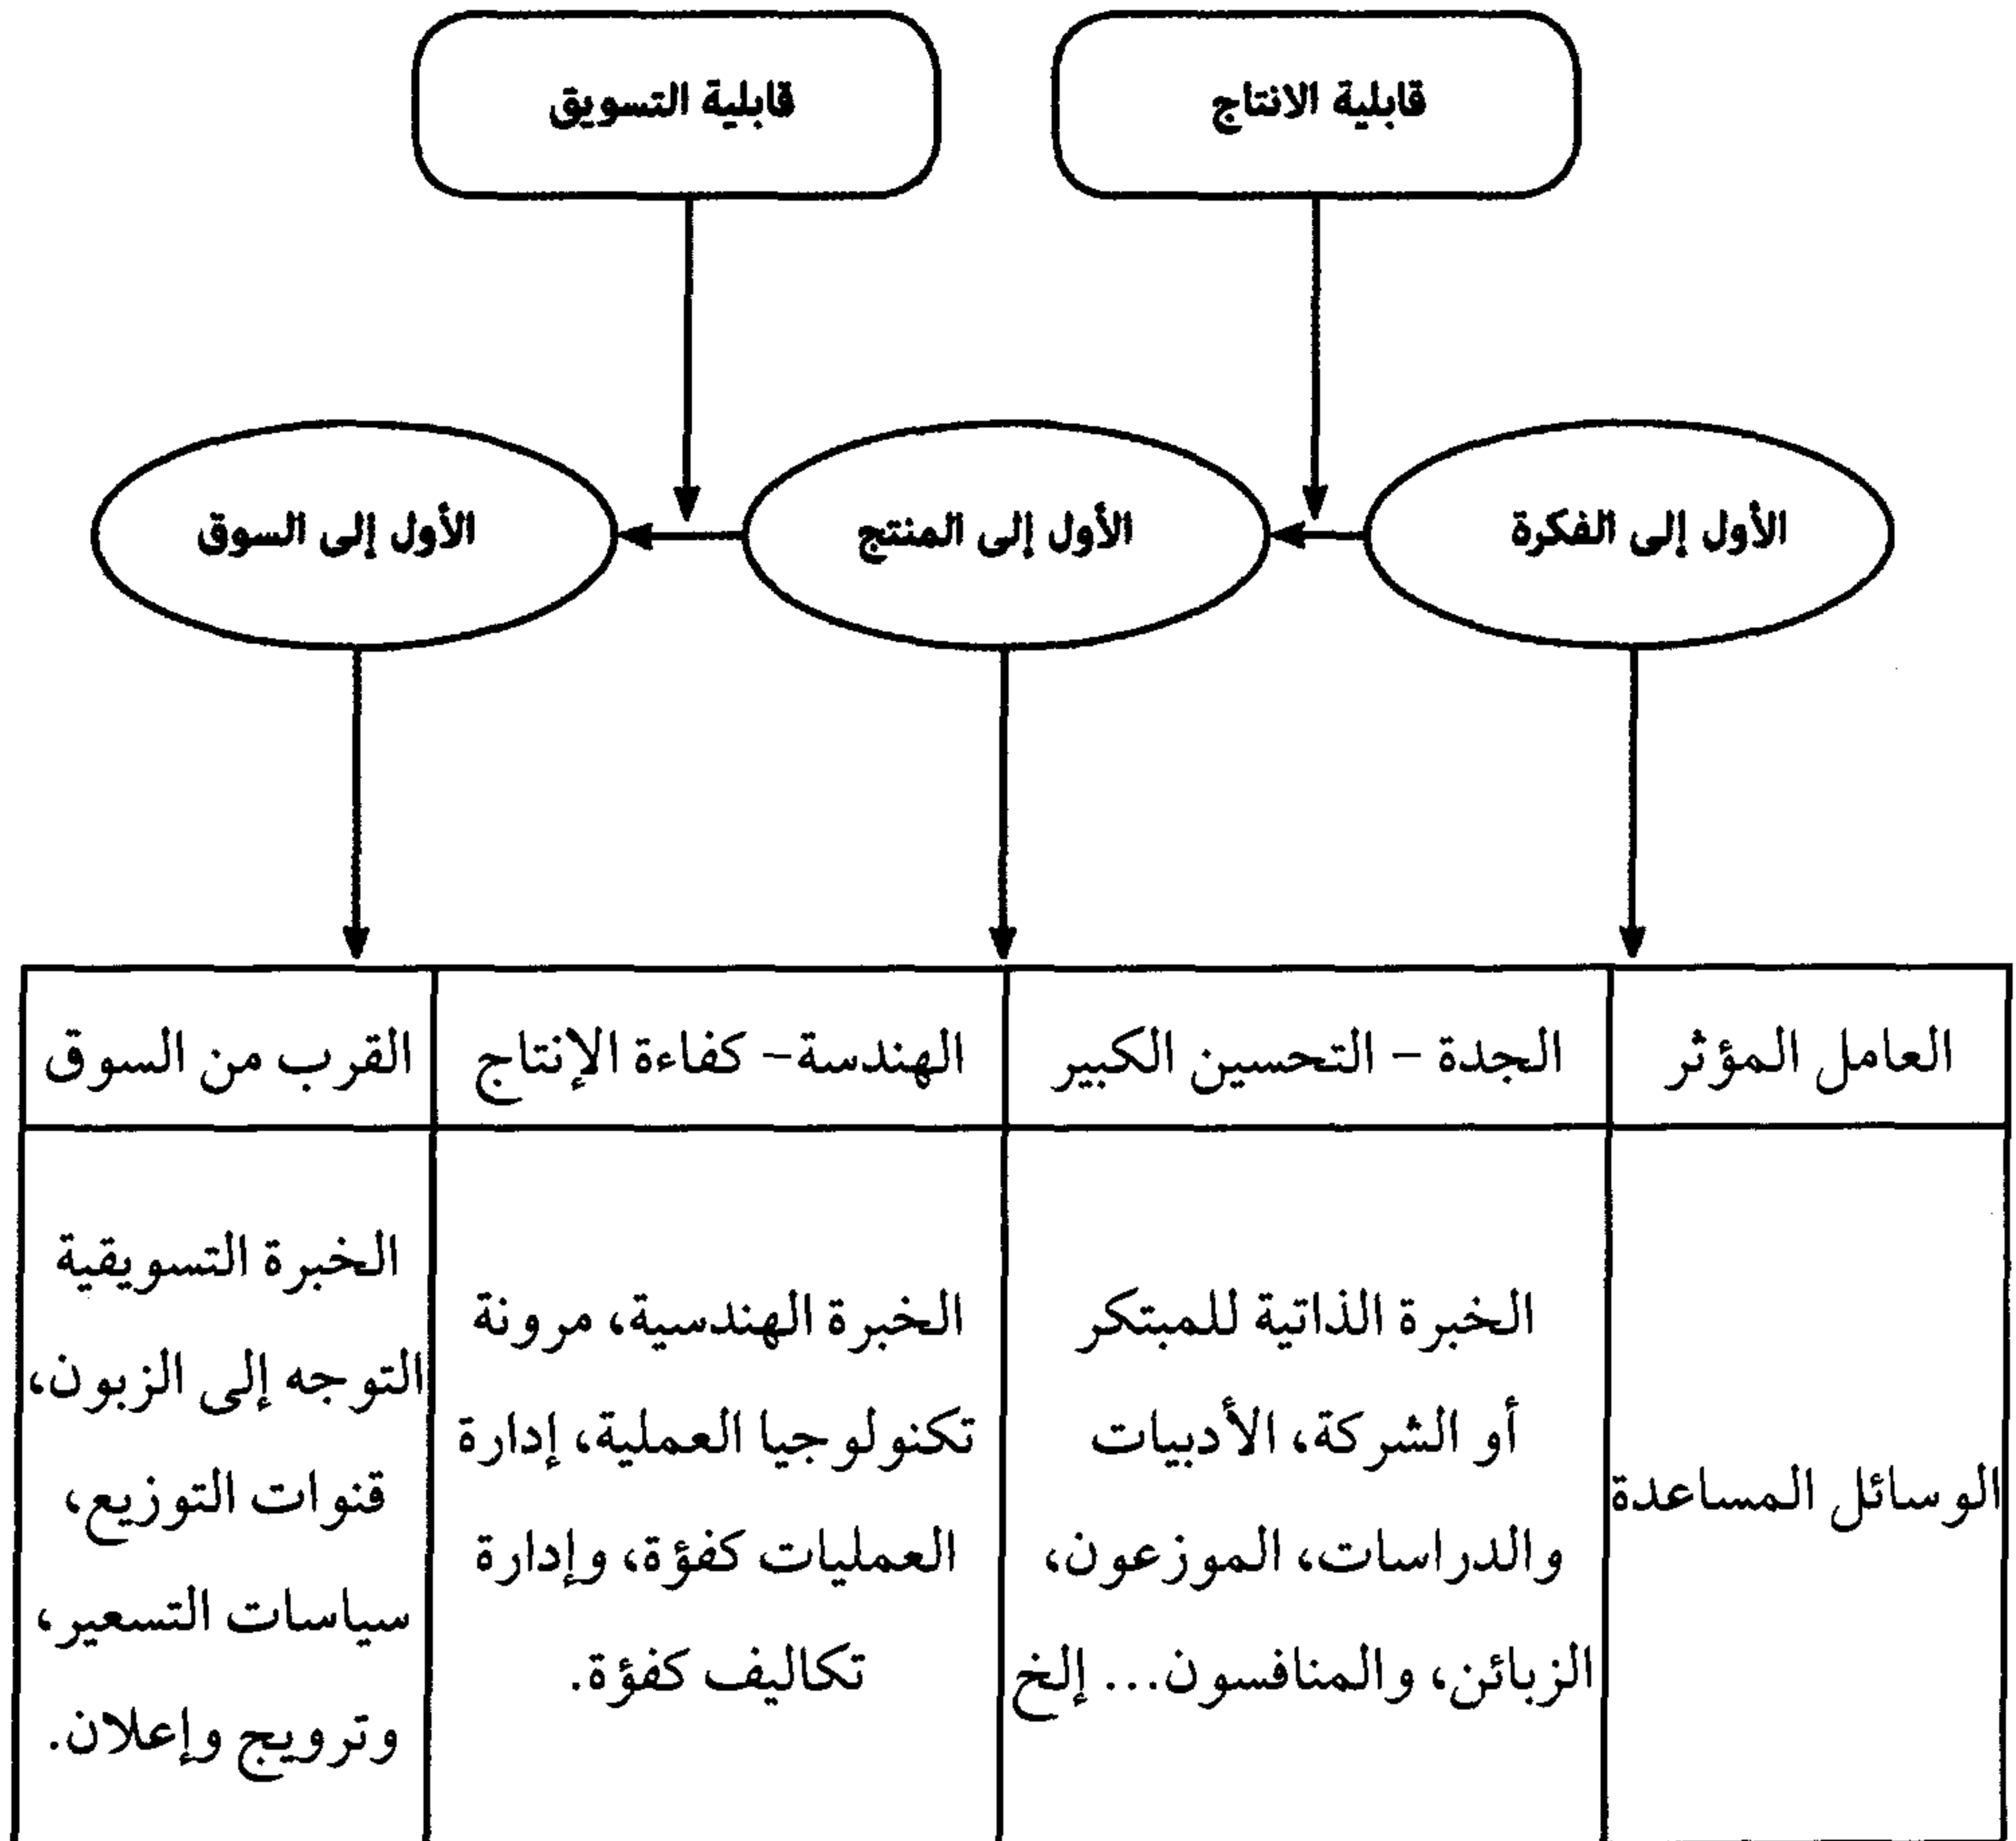 قابلية الانتاج
قابلية التسويق
الأول إلى الفكرة
الأول إلى المنتج
الأول إلى السوق
العامل المؤثر
الجدة - التحسين الكبير
الهندسة- كفاءة الإنتاج
القرب من السوق
الوسائل المساعدة
الخبرة الذاتية للمبتكر
أو الشركة، الأدبيات
والدراسات، الموزعون،
الزبائن، والمنافسون... إلخ
الخبرة الهندسية، مرونة
تكنولوجيا العملية، إدارة
العمليات كفؤة، وإدارة
تكاليف كفؤة.
الخبرة التسويقية
التوجه إلى الزبون،
قنوات التوزيع،
سياسات التسعير،
وترويج وإعلان.